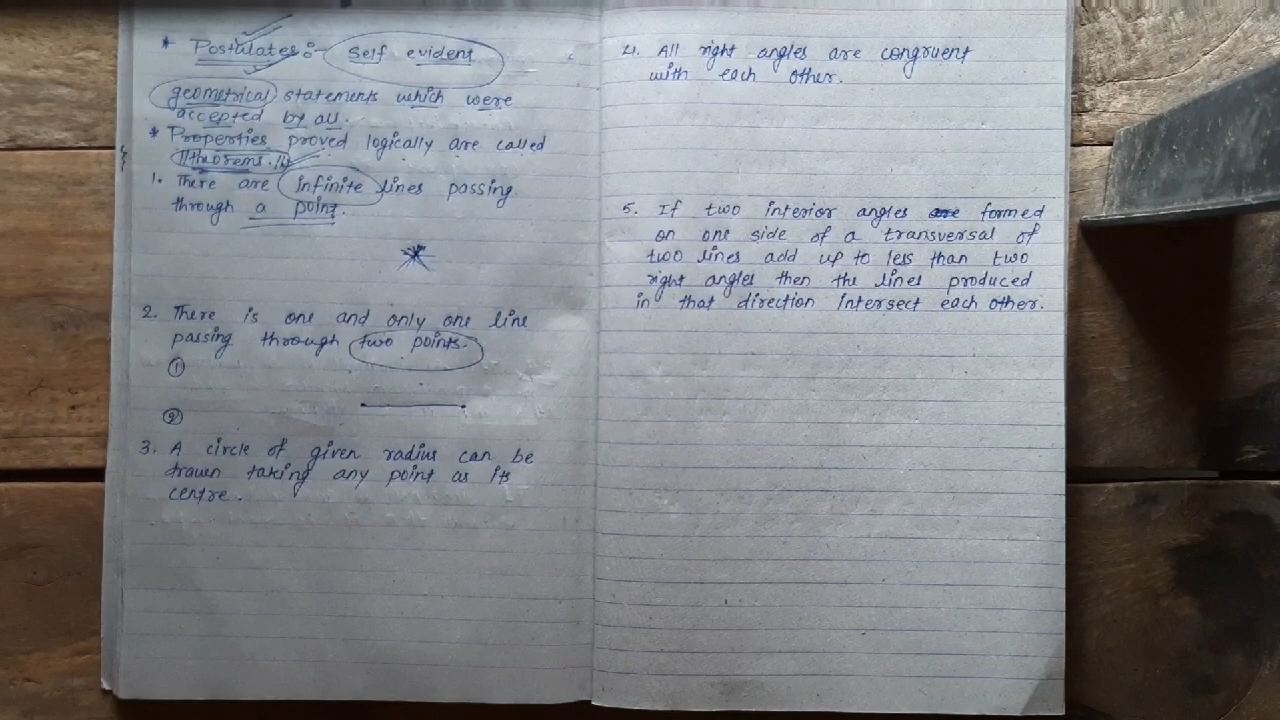 * Postulates :- Self evident
geometrical statements which were
accepted by all.
* Properties proved logically are called
"theorems."
1. There are infinite lines passing
through a point.
2. There is one and only one line
passing through two points.
①
②
3. A circle of given radius can be
drawn taking any point as its
centre.
4. All right angles are congruent
with each other.
5. If two interior angles are formed
on one side of a transversal of
two lines add up to less than two
right angles then the lines produced
in that direction intersect each other.